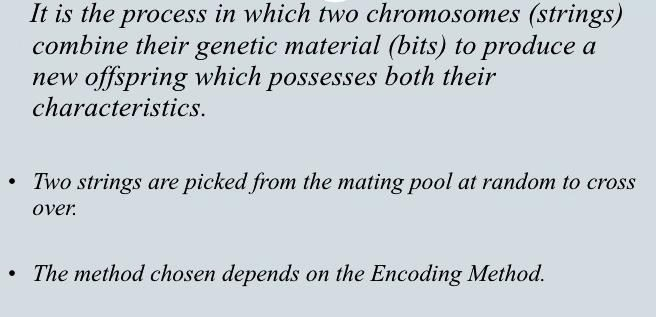 It is the process in which two chromosomes (strings)
combine their genetic material (bits) to produce a
new offspring which possesses both their
characteristics.
• Two strings are picked from the mating pool at random to cross
over.
• The method chosen depends on the Encoding Method.